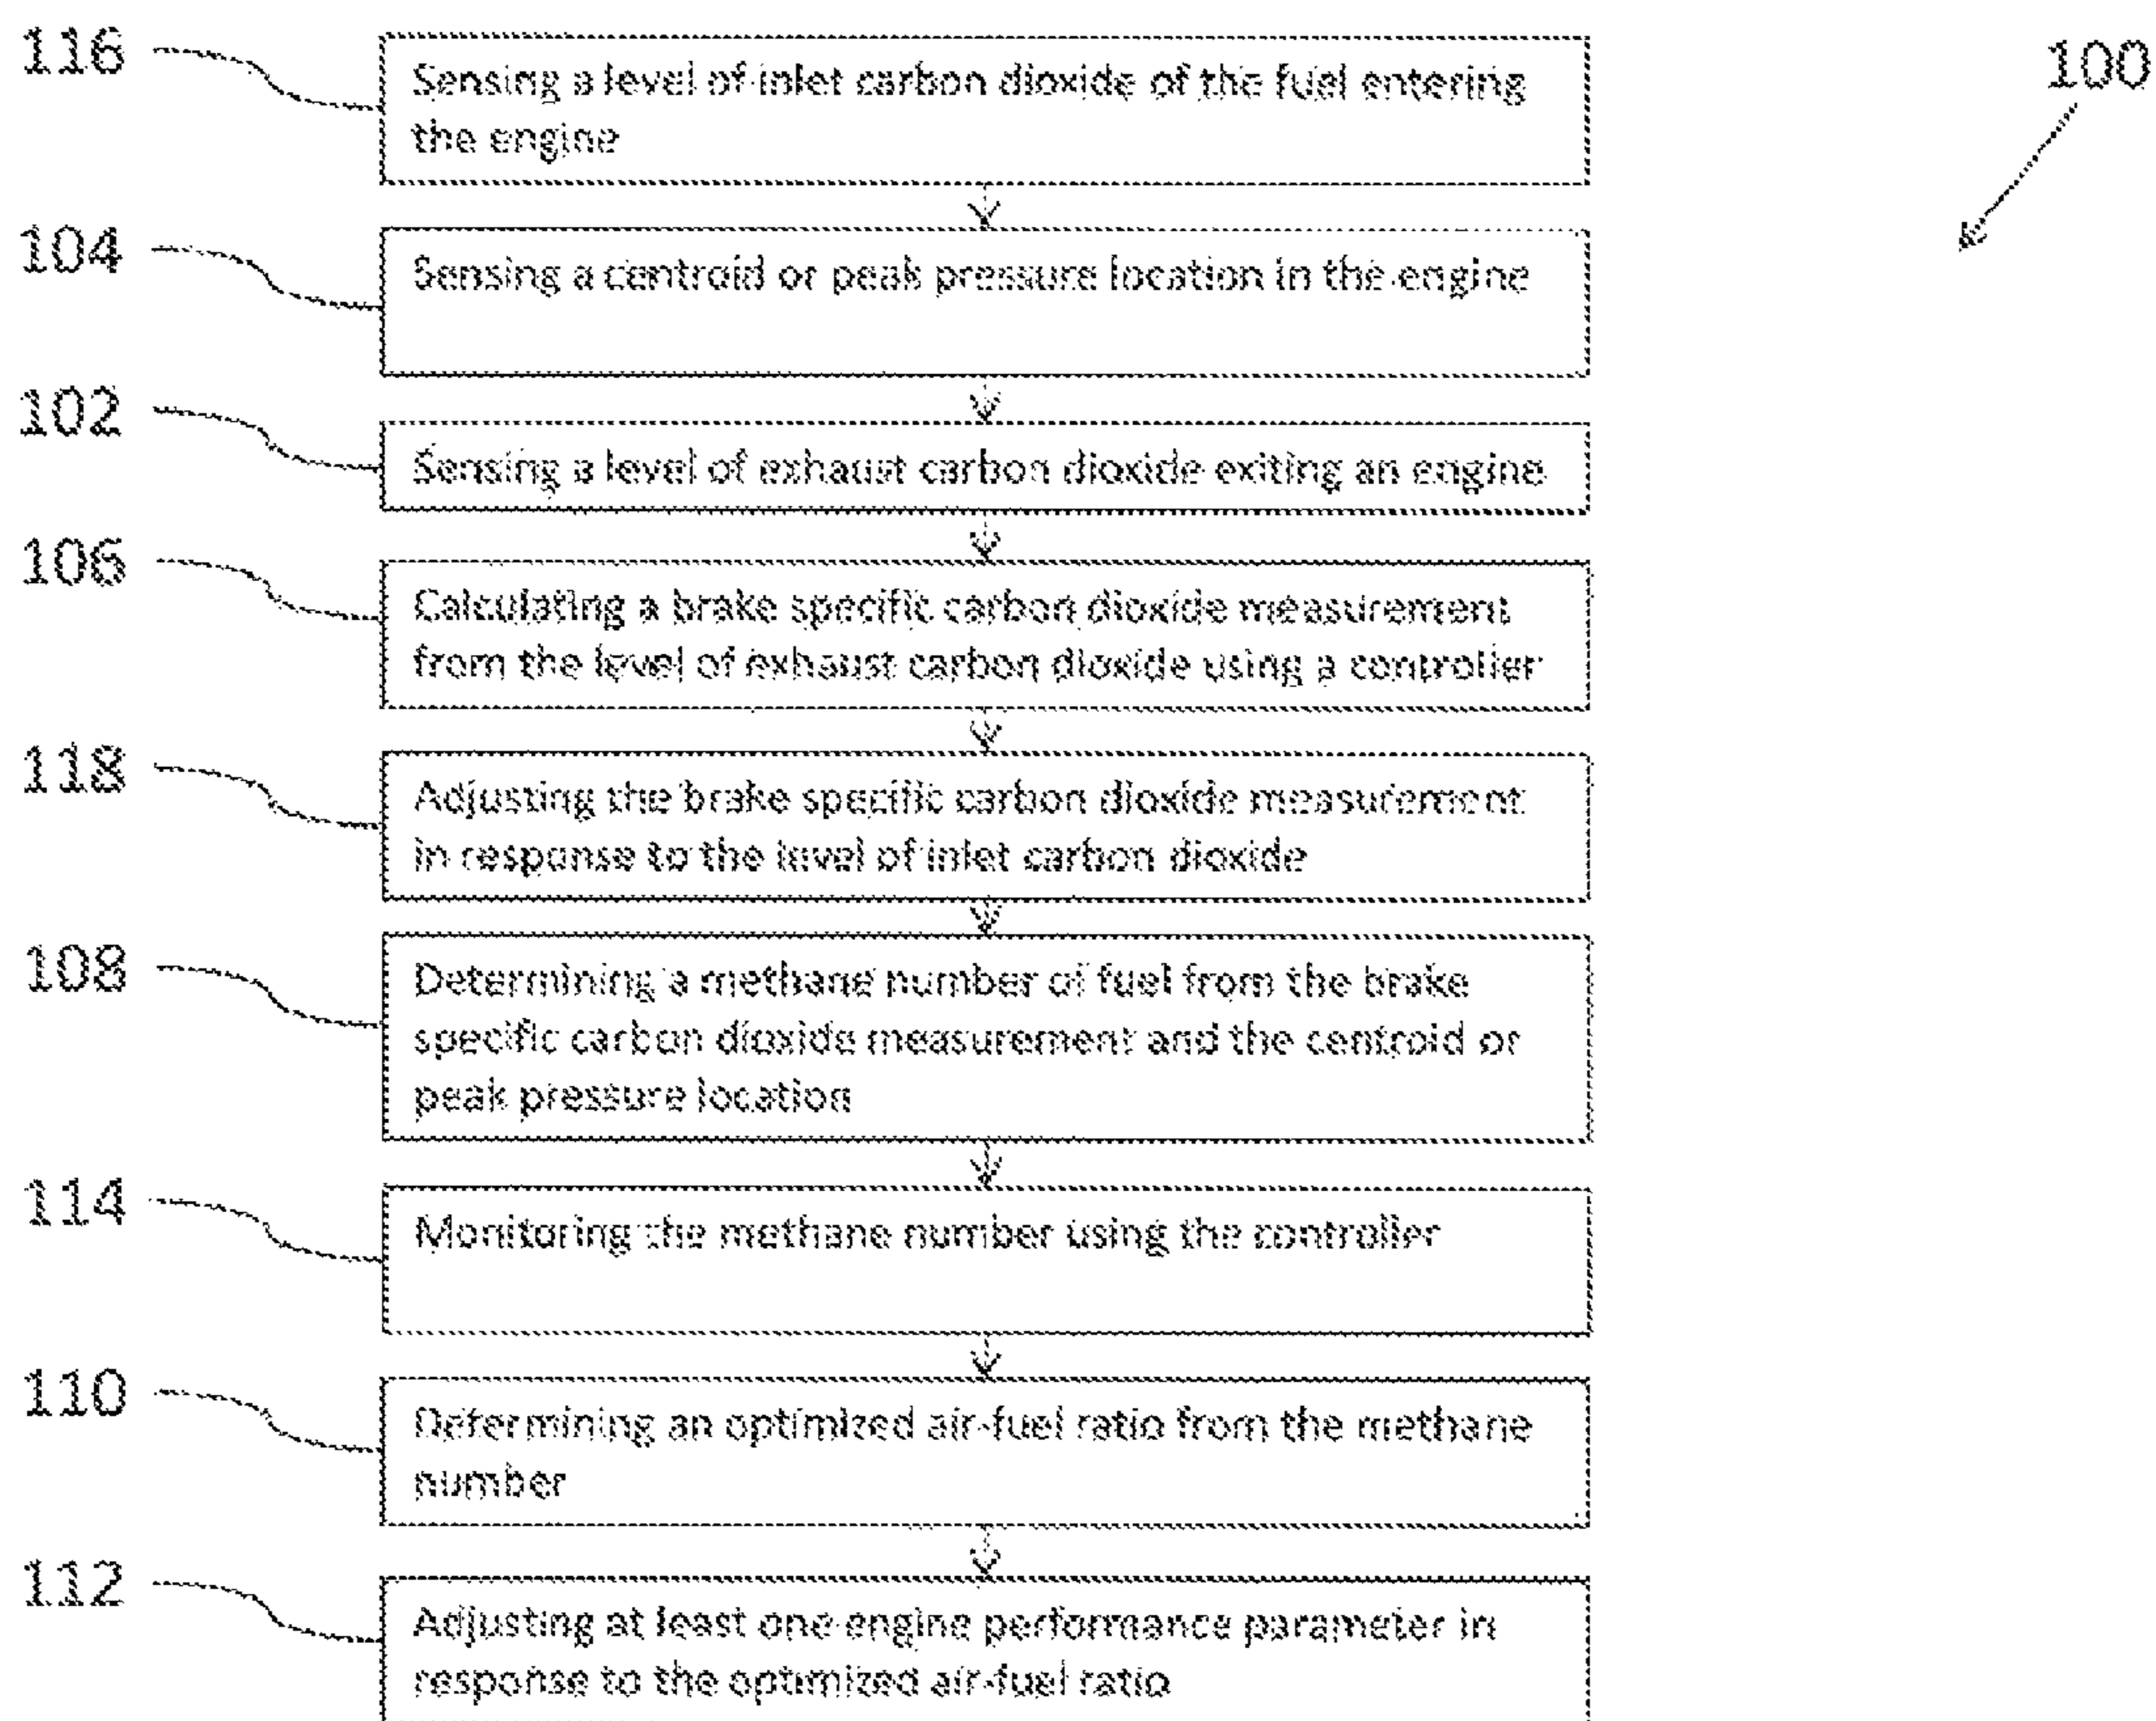 116
100
Sensing a level of inlet carbon dioxide of the fuel entering
the engine
104
Sensing a centroid or peak pressure location in the engine
102
Sensing a level of exhaust carbon dioxide exiting an engine
106
Calculating a brake specific carbon dioxide measurement
from the level of exhaust carbon dioxide using a controller
118
Adjusting the brake specific carbon dioxide measurement
in response to the level of inlet carbon dioxide
108
Determining a methane number of fuel from the brake
specific carbon dioxide measurement and the centroid or
peak pressure location
114
Monitoring the methane number using the controller
110
Determining an optimized air-fuel ratio from the methane
number
112
Adjusting at least one engine performance parameter in
response to the optimized air-fuel ratio